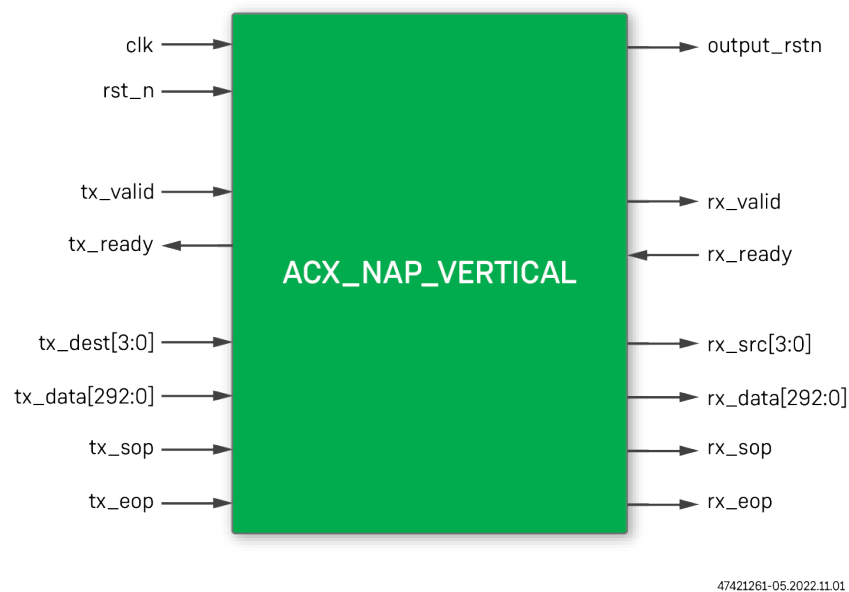 clk
rst_n
tx_valid
tx_ready
tx_dest[3:0]
tx_data[292:0]
tx_sop
tx_eop
ACX_NAP_VERTICAL
output_rstn
rx_valid
rx_ready
rx_src[3:0]
rx_data[292:0]
rx_sop
rx_eop
47421261-05.2022.11.01